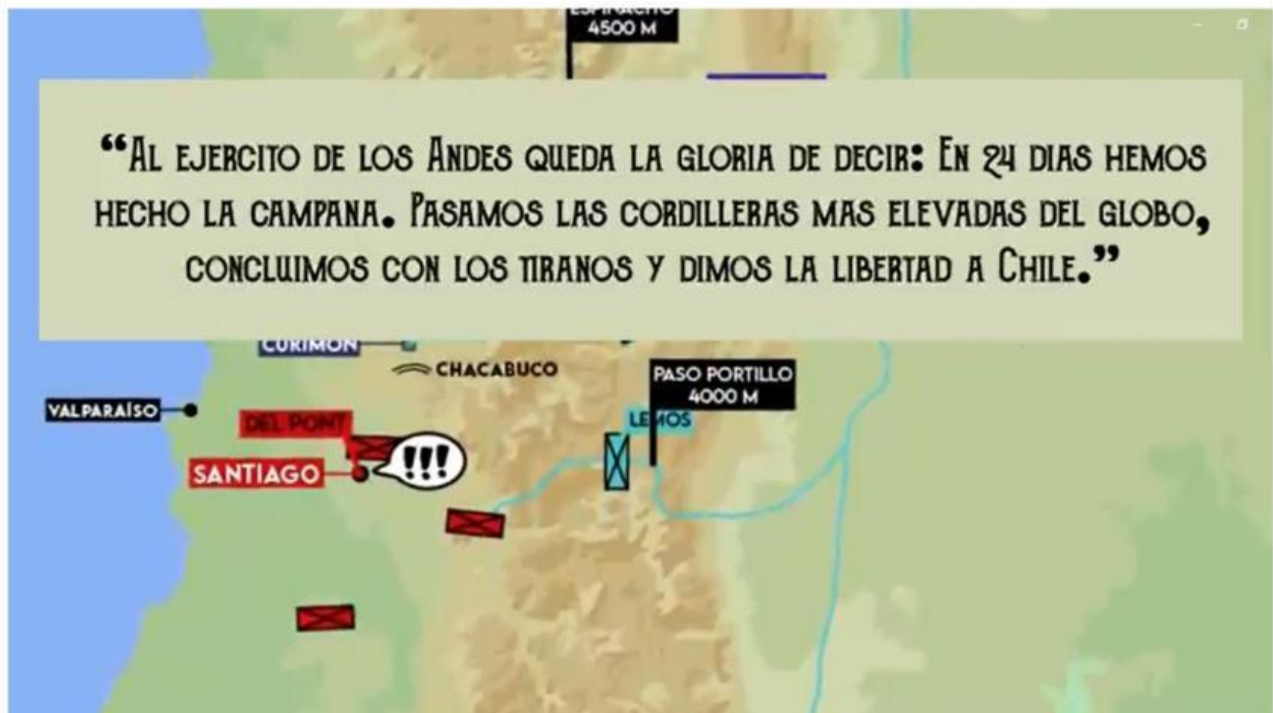 4500 M
“AL EJERCITO DE LOS ANDES QUEDA LA GLORIA DE DECIR: EN 24 DIAS HEMOS
HECHO LA CAMPANA. PASAMOS LAS CORDILLERAS MAS ELEVADAS DEL GLOBO,
CONCLUIMOS CON LOS TIRANOS Y DIMOS LA LIBERTAD A CHILE.”
CURIMON
CHACABUCO
PASO PORTILLO
4000 M
VALPARAÍSO
DEL PONT
LEMOS
SANTIAGO
!!!